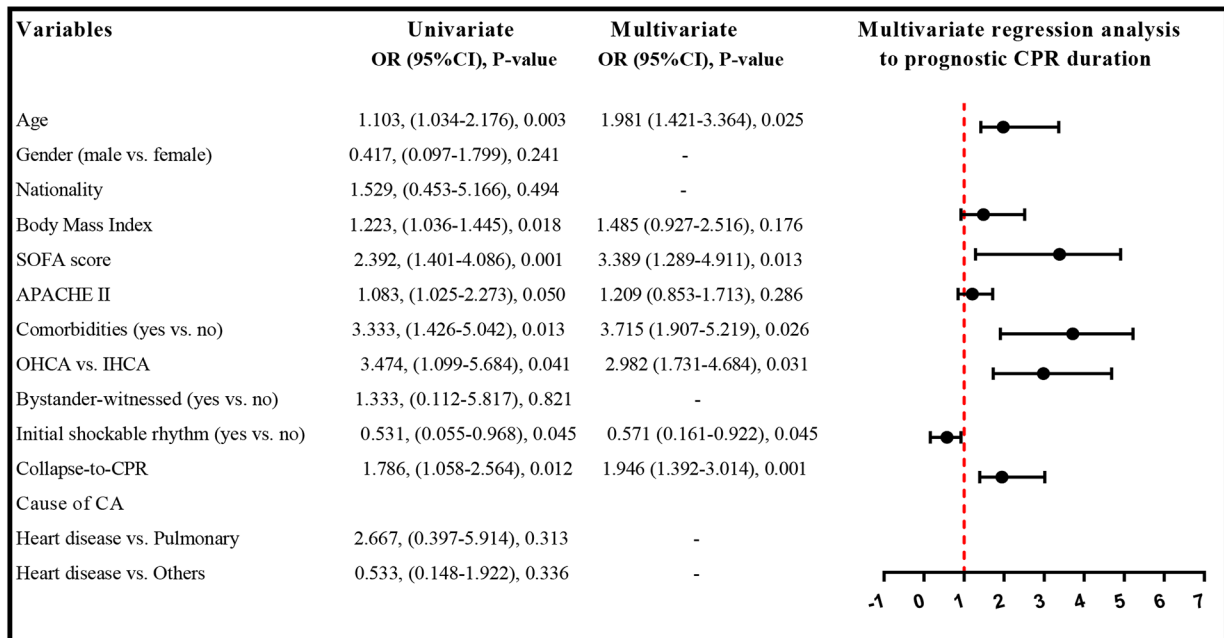 Variables Univariate Multivariate Multivariate regression analysis
OR (95%CI), P-value OR (95%CI), P-value to prognostic CPR duration
Age 1.103, (1.034-2.176), 0.003 1.981 (1.421-3.364), 0.025
Gender (male vs. female) 0.417, (0.097-1.799), 0.241 -
Nationality 1.529, (0.453-5.166), 0.494 -
Body Mass Index 1.223, (1.036-1.445), 0.018 1.485 (0.927-2.516), 0.176
SOFA score 2.392, (1.401-4.086), 0.001 3.389 (1.289-4.911), 0.013
APACHE II 1.083, (1.025-2.273), 0.050 1.209 (0.853-1.713), 0.286
Comorbidities (yes vs. no) 3.333, (1.426-5.042), 0.013 3.715 (1.907-5.219), 0.026
OHCA vs. IHCA 3.474, (1.099-5.684), 0.041 2.982 (1.731-4.684), 0.031
Bystander-witnessed (yes vs. no) 1.333, (0.112-5.817), 0.821 -
Initial shockable rhythm (yes vs. no) 0.531, (0.055-0.968), 0.045 0.571 (0.161-0.922), 0.045
Collapse-to-CPR 1.786, (1.058-2.564), 0.012 1.946 (1.392-3.014), 0.001
Cause of CA
Heart disease vs. Pulmonary 2.667, (0.397-5.914), 0.313 -
Heart disease vs. Others 0.533, (0.148-1.922), 0.336 -
-1 0 1 2 3 4 5 6 7